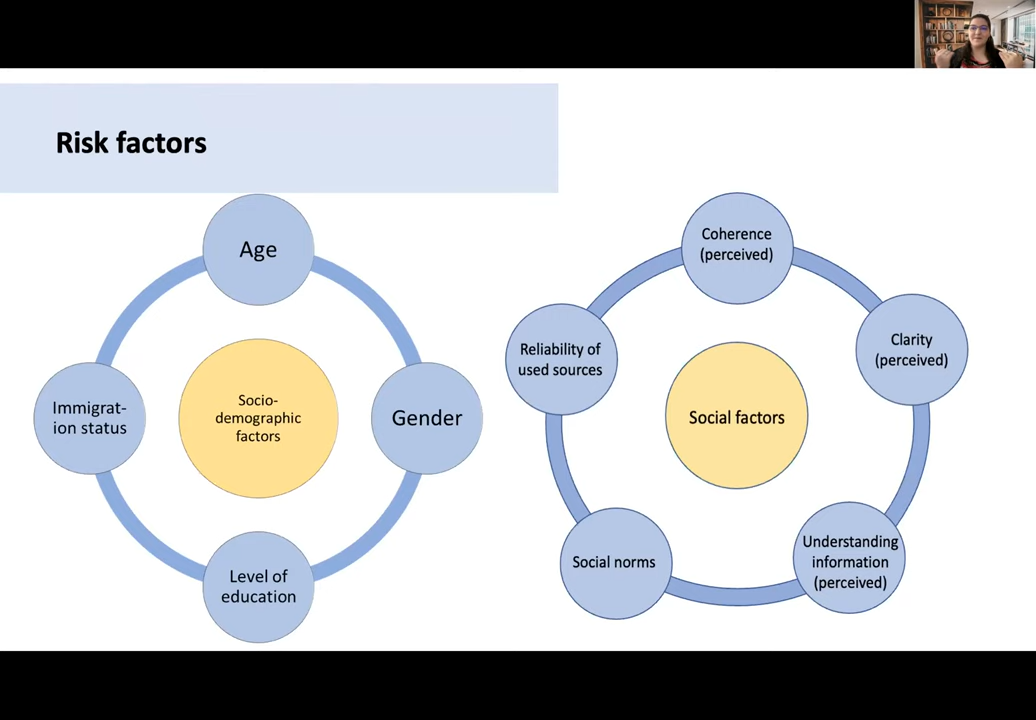 Risk factors
Age
Gender
Level of
education
Immigrat-
ion status
Socio-
demographic
factors
Coherence
(perceived)
Clarity
(perceived)
Understanding
information
(perceived)
Social norms
Reliability of
used sources
Social factors